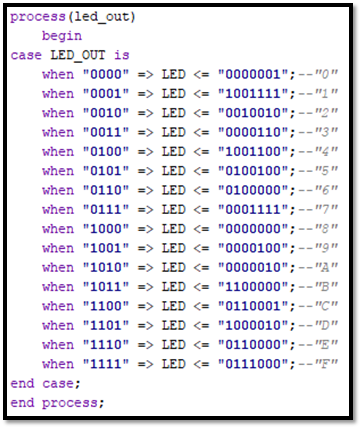 process(led_out)
    begin
case LED_OUT is
    when "0000" => LED <= "0000001";--"0"
    when "0001" => LED <= "1001111";--"1"
    when "0010" => LED <= "0010010";--"2"
    when "0011" => LED <= "0000110";--"3"
    when "0100" => LED <= "1001100";--"4"
    when "0101" => LED <= "0100100";--"5"
    when "0110" => LED <= "0100000";--"6"
    when "0111" => LED <= "0001111";--"7"
    when "1000" => LED <= "0000000";--"8"
    when "1001" => LED <= "0000100";--"9"
    when "1010" => LED <= "0000010";--"A"
    when "1011" => LED <= "1100000";--"B"
    when "1100" => LED <= "0110001";--"C"
    when "1101" => LED <= "1000010";--"D"
    when "1110" => LED <= "0110000";--"E"
    when "1111" => LED <= "0111000";--"F"
end case;
end process;